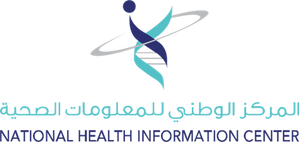 المركز الوطني للمعلومات الصحية
NATIONAL HEALTH INFORMATION CENTER